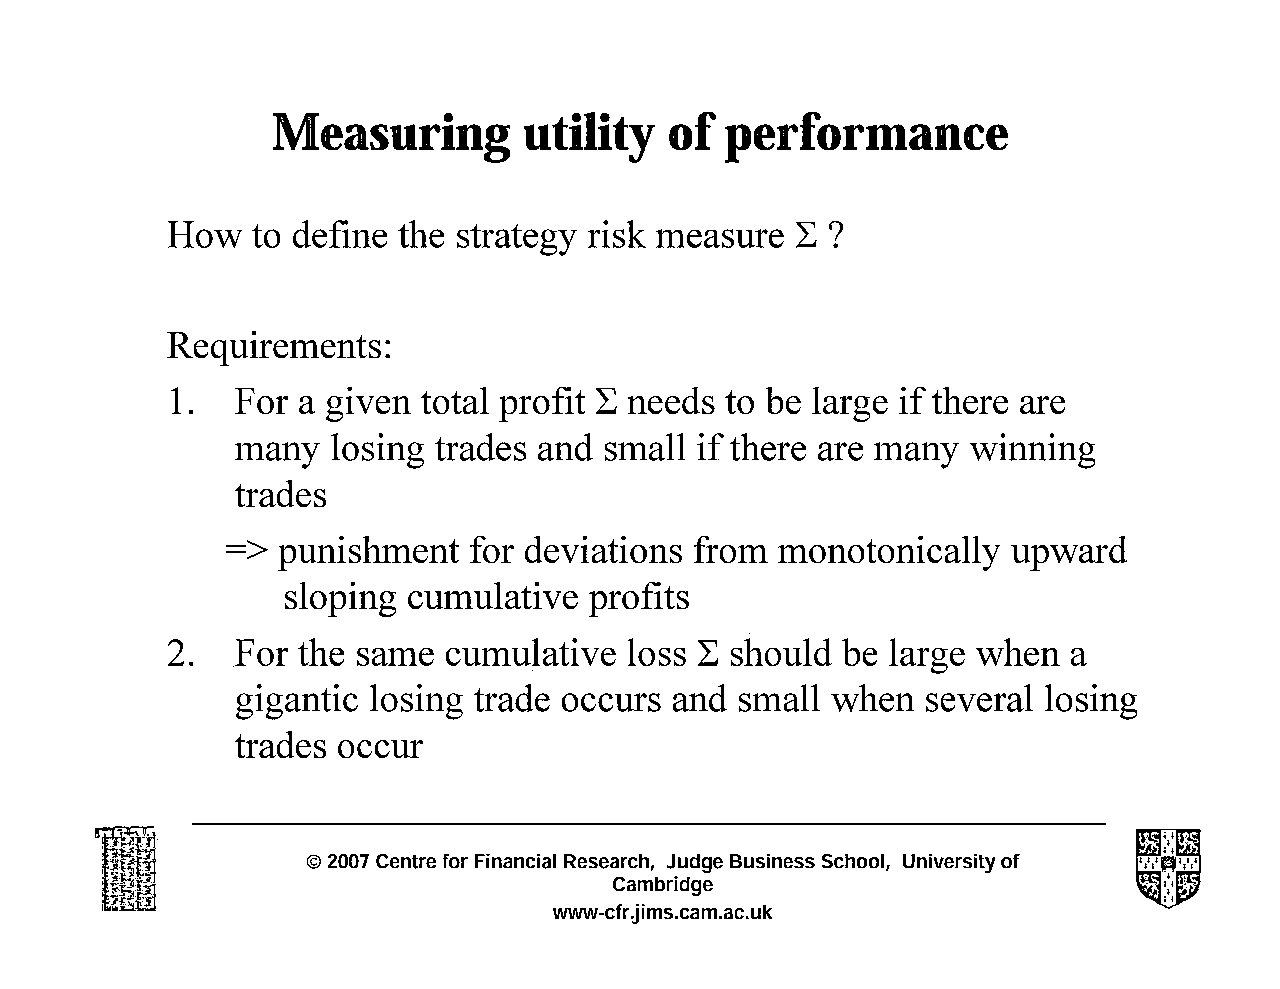 Measuring utility of performance
How to define the strategy risk measure Σ ?
Requirements:
1. For a given total profit Σ needs to be large if there are
many losing trades and small if there are many winning
trades
=> punishment for deviations from monotonically upward
sloping cumulative profits
2. For the same cumulative loss Σ should be large when a
gigantic losing trade occurs and small when several losing
trades occur
© 2007 Centre for Financial Research, Judge Business School, University of
Cambridge
www-cfr.jims.cam.ac.uk